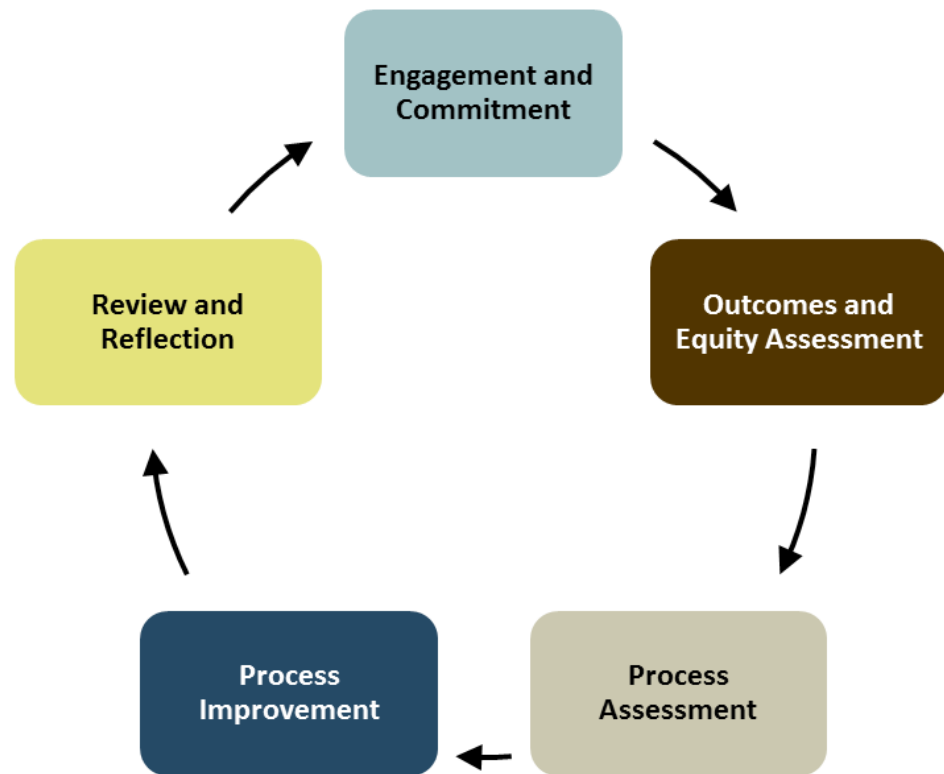 Engagement and
Commitment
Outcomes and
Equity Assessment
Process
Assessment
Process
Improvement
Review and
Reflection